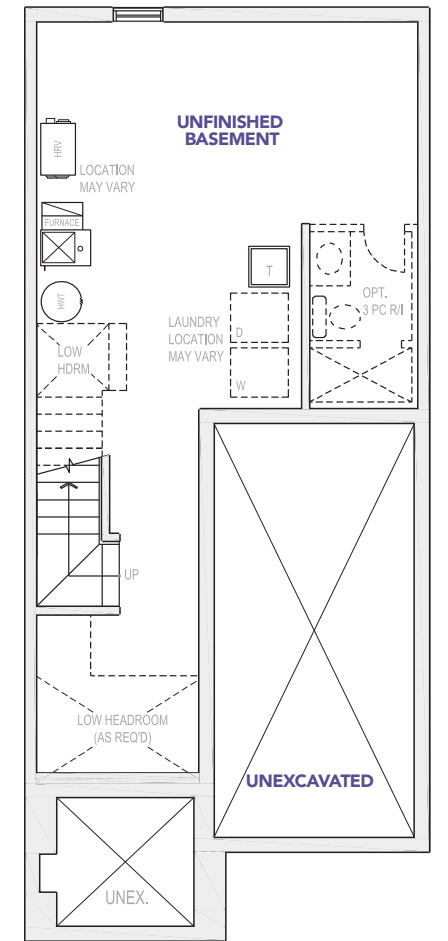 UNFINISHED
BASEMENT
HRV
LOCATION
MAY VARY
FURNACE
HWT
T
OPT.
3 PC R/I
LAUNDRY
LOCATION
MAY VARY
D
W
LOW
HDRM
UP
LOW HEADROOM
(AS REQ'D)
UNEXCAVATED
UNEX.